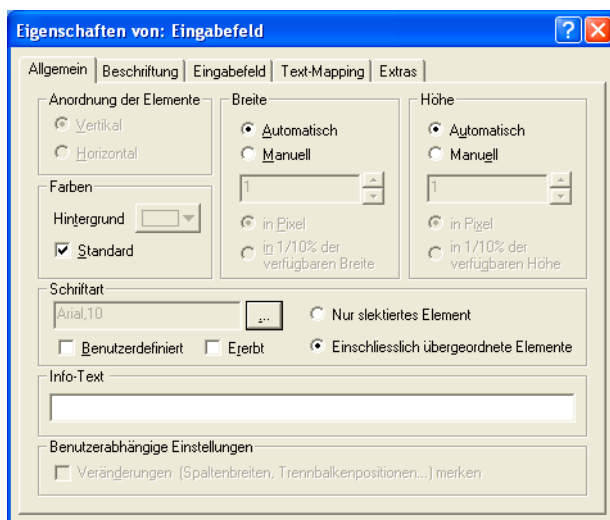 Eigenschaften von: Eingabefeld
Allgemein Beschriftung Eingabefeld Text-Mapping Extras
Anordnung der Elemente
Vertikal
Horizontal
Farben
Hintergrund
Standard
Breite
Automatisch
Manuell
1
in Pixel
in 1/10% der
verfügbaren Breite
Höhe
Automatisch
Manuell
1
in Pixel
in 1/10% der
verfügbaren Höhe
Schriftart
Arial,10
...
Nur slektiertes Element
Benutzerdefiniert
Ererbt
Einschliesslich übergeordnete Elemente
Info-Text
Benutzerabhängige Einstellungen
Veränderungen (Spaltenbreiten, Trennbalkenpositionen...) merken